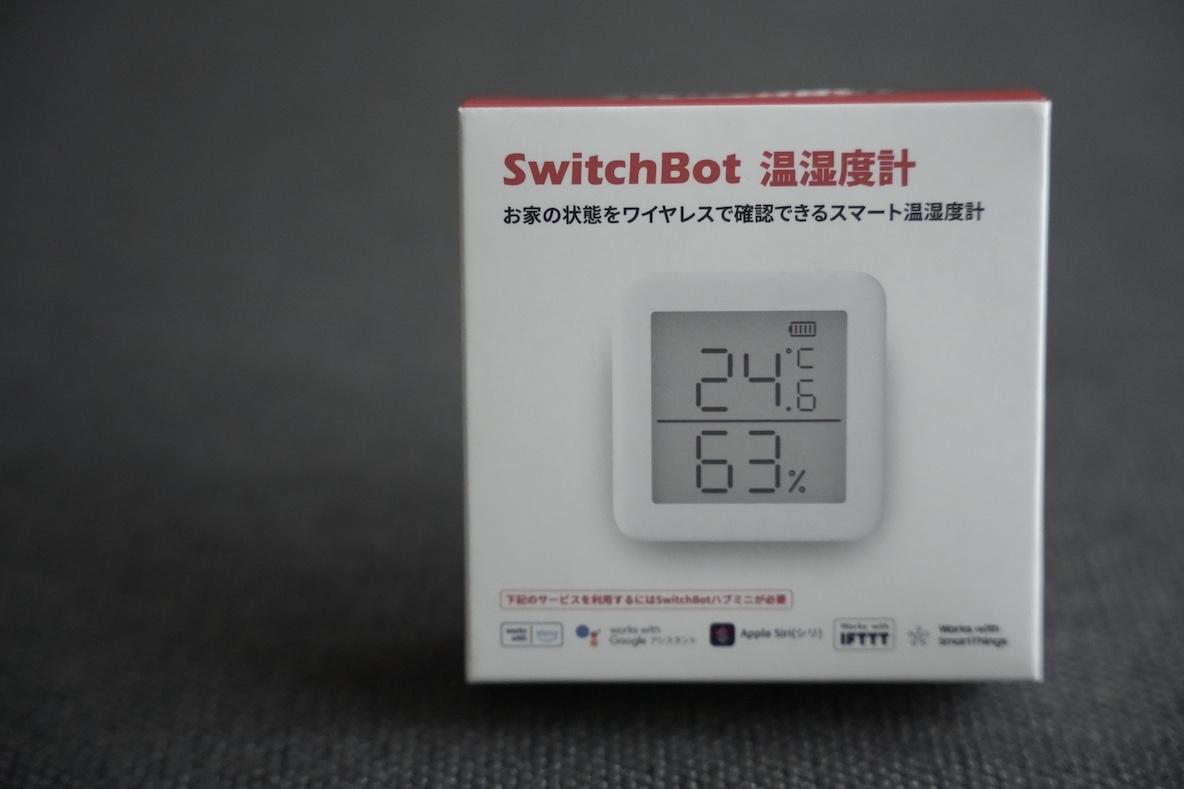 SwitchBot 温湿度計
お家の状態をワイヤレスで確認できるスマート温湿度計
24.6 ℃
63 %
下記のサービスを利用するにはSwitchBotハブミニが必要
works with alexa
works with Google アシスタント
Apple Siri(シリ)
Works with IFTTT
Works with SmartThings